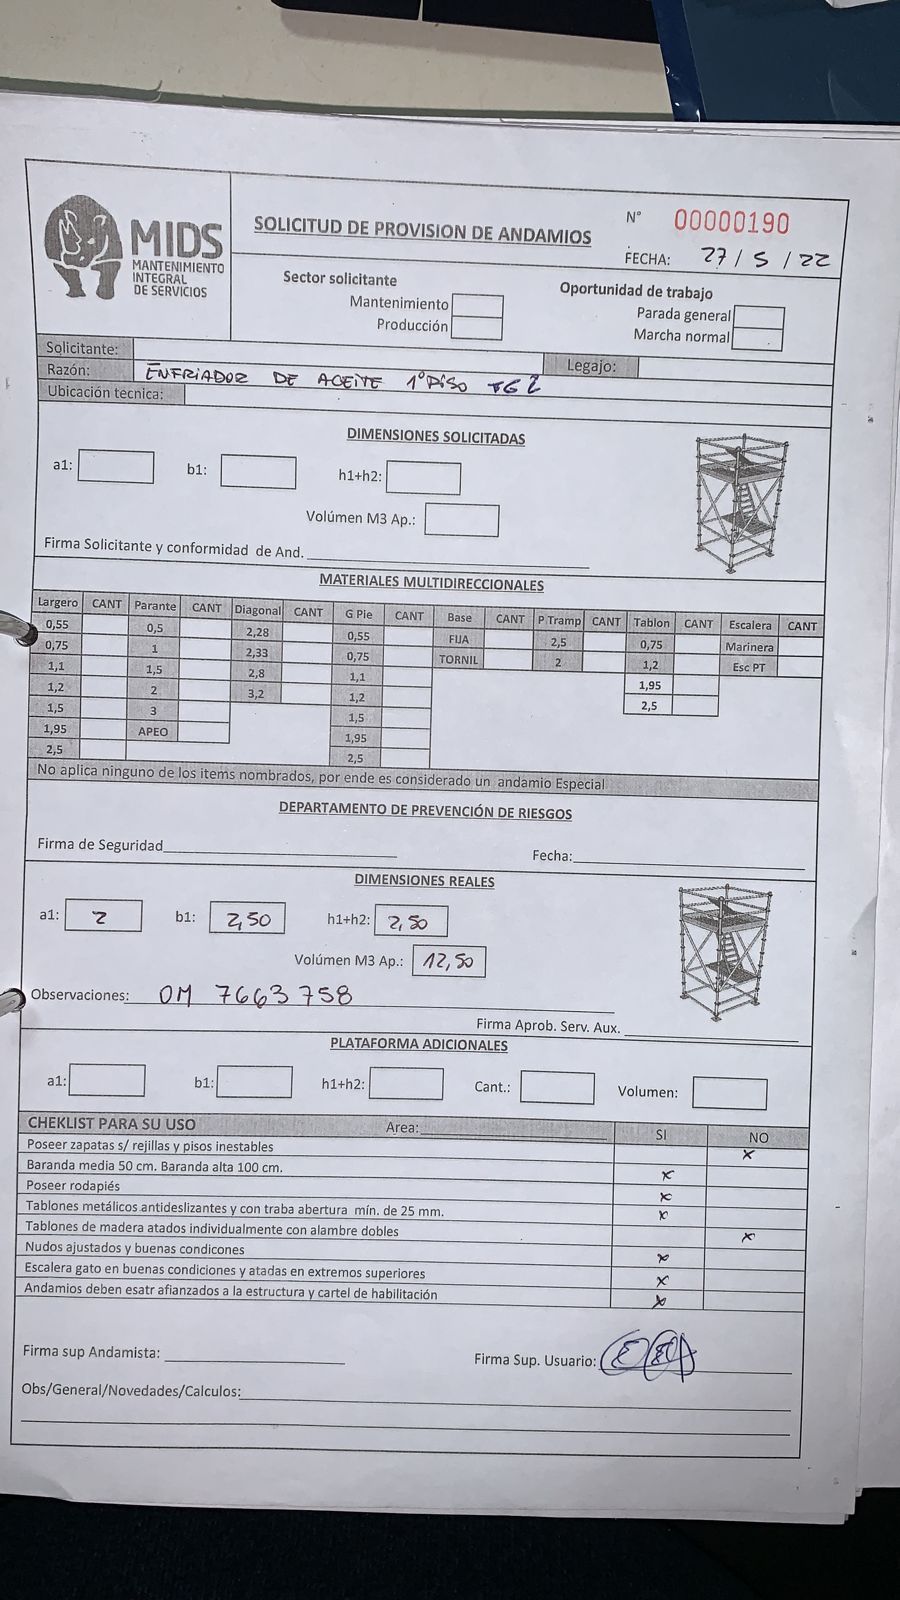 MIDS
MANTENIMIENTO
INTEGRAL
DE SERVICIOS
SOLICITUD DE PROVISION DE ANDAMIOS
N° 00000190
FECHA: 27 / 5 / 22
Sector solicitante
Mantenimiento
Producción
Oportunidad de trabajo
Parada general
Marcha normal
Solicitante:
Legajo:
Razón: ENFRIADOR DE ACEITE 1° PISO TG 2
Ubicación tecnica:
DIMENSIONES SOLICITADAS
a1: b1: h1+h2:
Volúmen M3 Ap.:
Firma Solicitante y conformidad de And.
MATERIALES MULTIDIRECCIONALES
Largero CANT Parante CANT Diagonal CANT G Pie CANT Base CANT P Tramp CANT Tablon CANT Escalera CANT
0,55 0,5 2,28 0,55 FIJA 2,5 0,75 Marinera
0,75 1 2,33 0,75 TORNIL 2 1,2 Esc PT
1,1 1,5 2,8 1,1 1,95
1,2 2 3,2 1,2 2,5
1,5 3 1,5
1,95 APEO 1,95
2,5 2,5
No aplica ninguno de los items nombrados, por ende es considerado un andamio Especial
DEPARTAMENTO DE PREVENCIÓN DE RIESGOS
Firma de Seguridad
Fecha:
DIMENSIONES REALES
a1: 2 b1: 2,50 h1+h2: 2,50
Volúmen M3 Ap.: 12,50
Observaciones: OM 7663758
Firma Aprob. Serv. Aux.
PLATAFORMA ADICIONALES
a1: b1: h1+h2: Cant.: Volumen:
CHEKLIST PARA SU USO Area: SI NO
Poseer zapatas s/ rejillas y pisos inestables x
Baranda media 50 cm. Baranda alta 100 cm. x
Poseer rodapiés x
Tablones metálicos antideslizantes y con traba abertura mín. de 25 mm. x
Tablones de madera atados individualmente con alambre dobles x
Nudos ajustados y buenas condicones x
Escalera gato en buenas condiciones y atadas en extremos superiores x
Andamios deben esatr afianzados a la estructura y cartel de habilitación x
Firma sup Andamista:
Firma Sup. Usuario:
Obs/General/Novedades/Calculos: